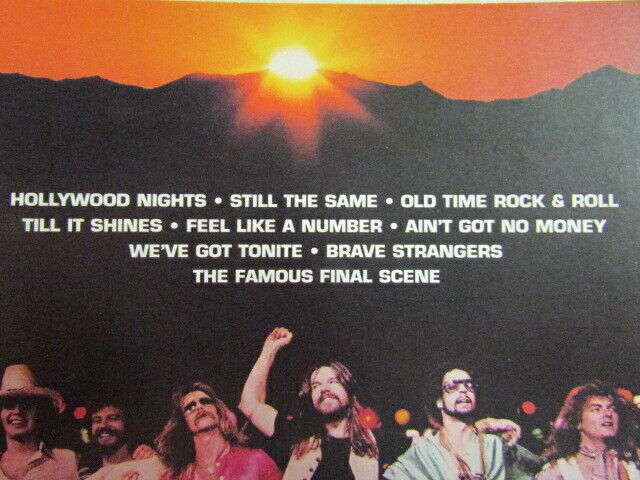 HOLLYWOOD NIGHTS • STILL THE SAME • OLD TIME ROCK & ROLL
TILL IT SHINES • FEEL LIKE A NUMBER • AIN'T GOT NO MONEY
WE'VE GOT TONITE • BRAVE STRANGERS
THE FAMOUS FINAL SCENE